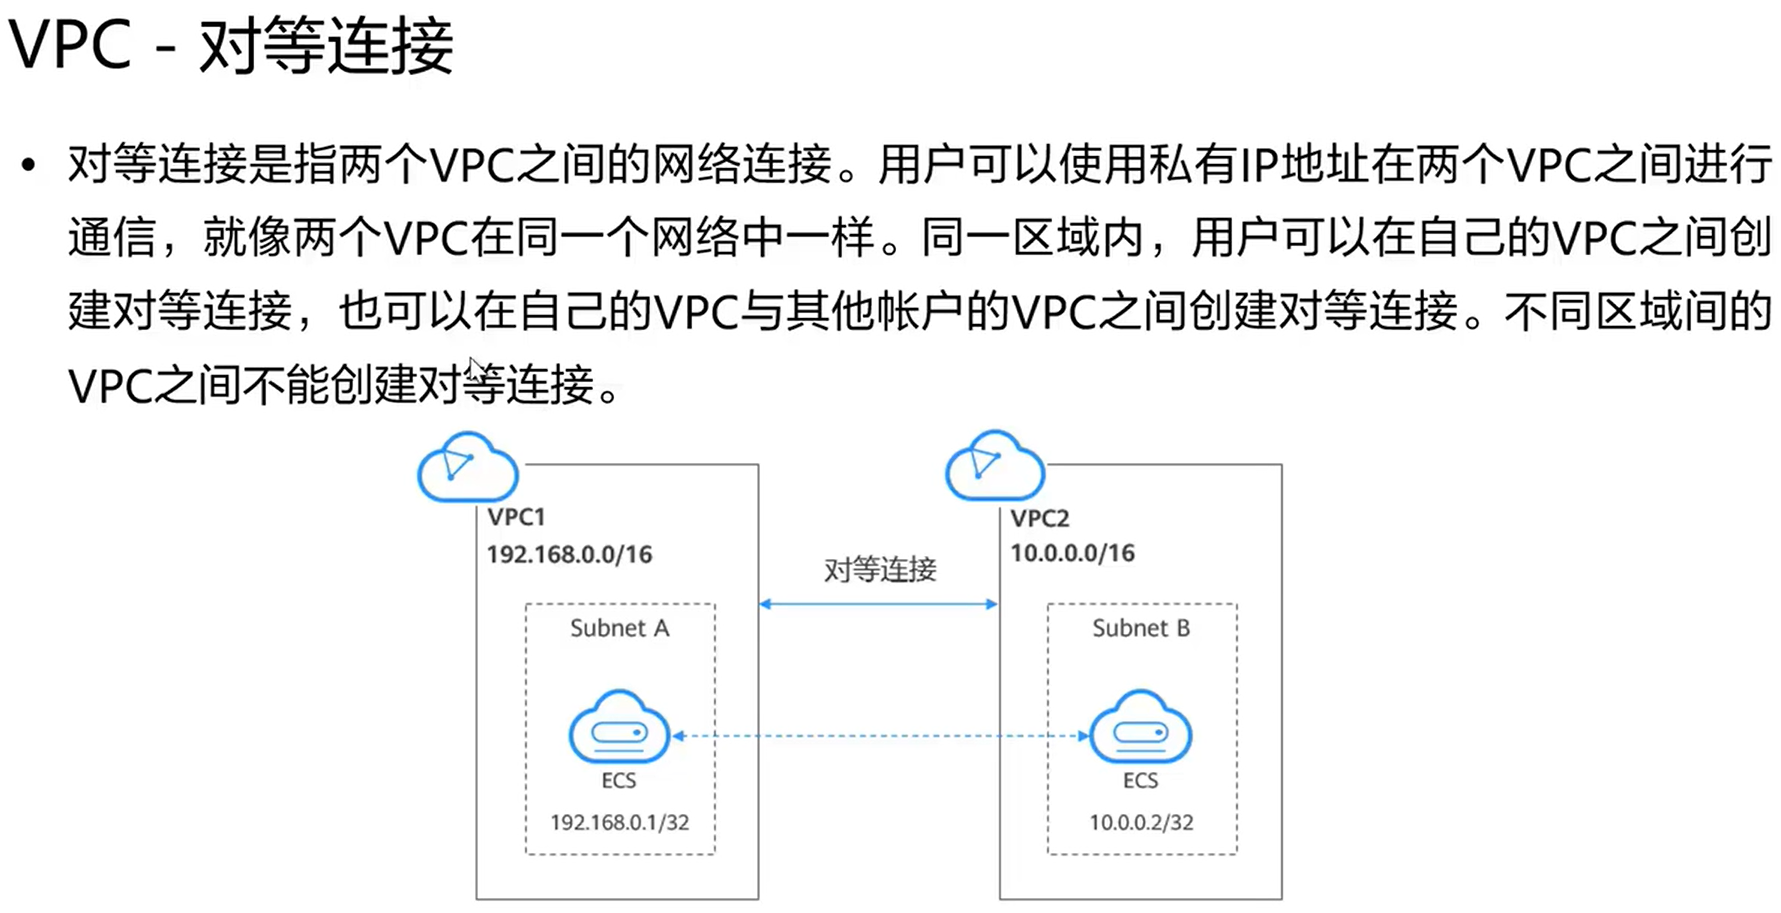 VPC - 对等连接
• 对等连接是指两个VPC之间的网络连接。用户可以使用私有IP地址在两个VPC之间进行
通信，就像两个VPC在同一个网络中一样。同一区域内，用户可以在自己的VPC之间创
建对等连接，也可以在自己的VPC与其他帐户的VPC之间创建对等连接。不同区域间的
VPC之间不能创建对等连接。
VPC1
192.168.0.0/16
Subnet A
ECS
192.168.0.1/32
对等连接
VPC2
10.0.0.0/16
Subnet B
ECS
10.0.0.2/32